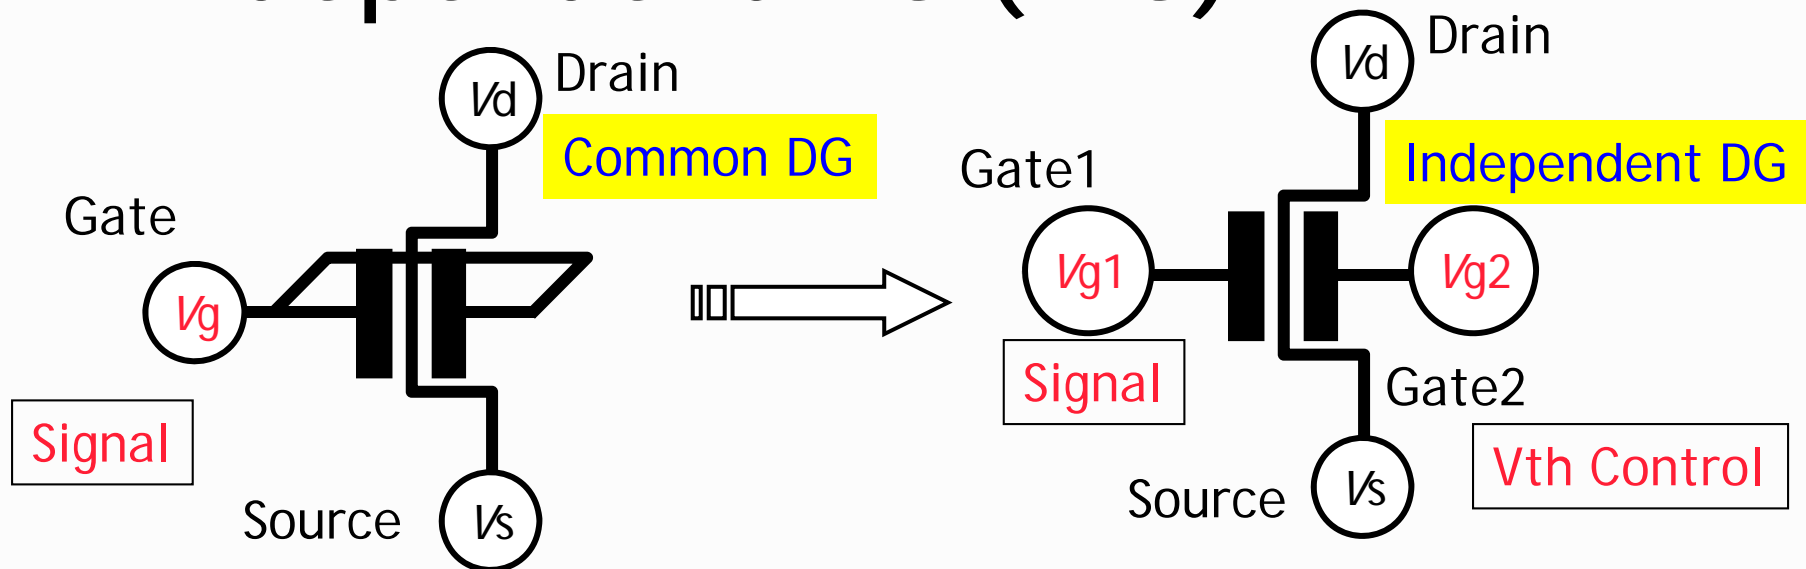 Vd
Drain
Common DG
Gate
Vg
Signal
Source
Vs
Vd
Drain
Independent DG
Gate1
Vg1
Vg2
Signal
Gate2
Vth Control
Source
Vs